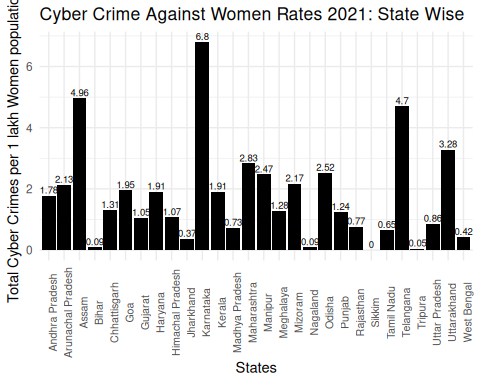 Cyber Crime Against Women Rates 2021: State Wise
Total Cyber Crimes per 1 lakh Women populatio
6
4
2
0
1.78
2.13
4.96
0.09
1.31
1.95
1.05
1.91
1.07
0.37
6.8
1.91
0.73
2.83
2.47
1.28
2.17
0.09
2.52
1.24
0.77
0
0.65
4.7
0.05
0.86
3.28
0.42
Andhra Pradesh
Arunachal Pradesh
Assam
Bihar
Chhattisgarh
Goa
Gujarat
Haryana
Himachal Pradesh
Jharkhand
Karnataka
Kerala
Madhya Pradesh
Maharashtra
Manipur
Meghalaya
Mizoram
Nagaland
Odisha
Punjab
Rajasthan
Sikkim
Tamil Nadu
Telangana
Tripura
Uttar Pradesh
Uttarakhand
West Bengal
States